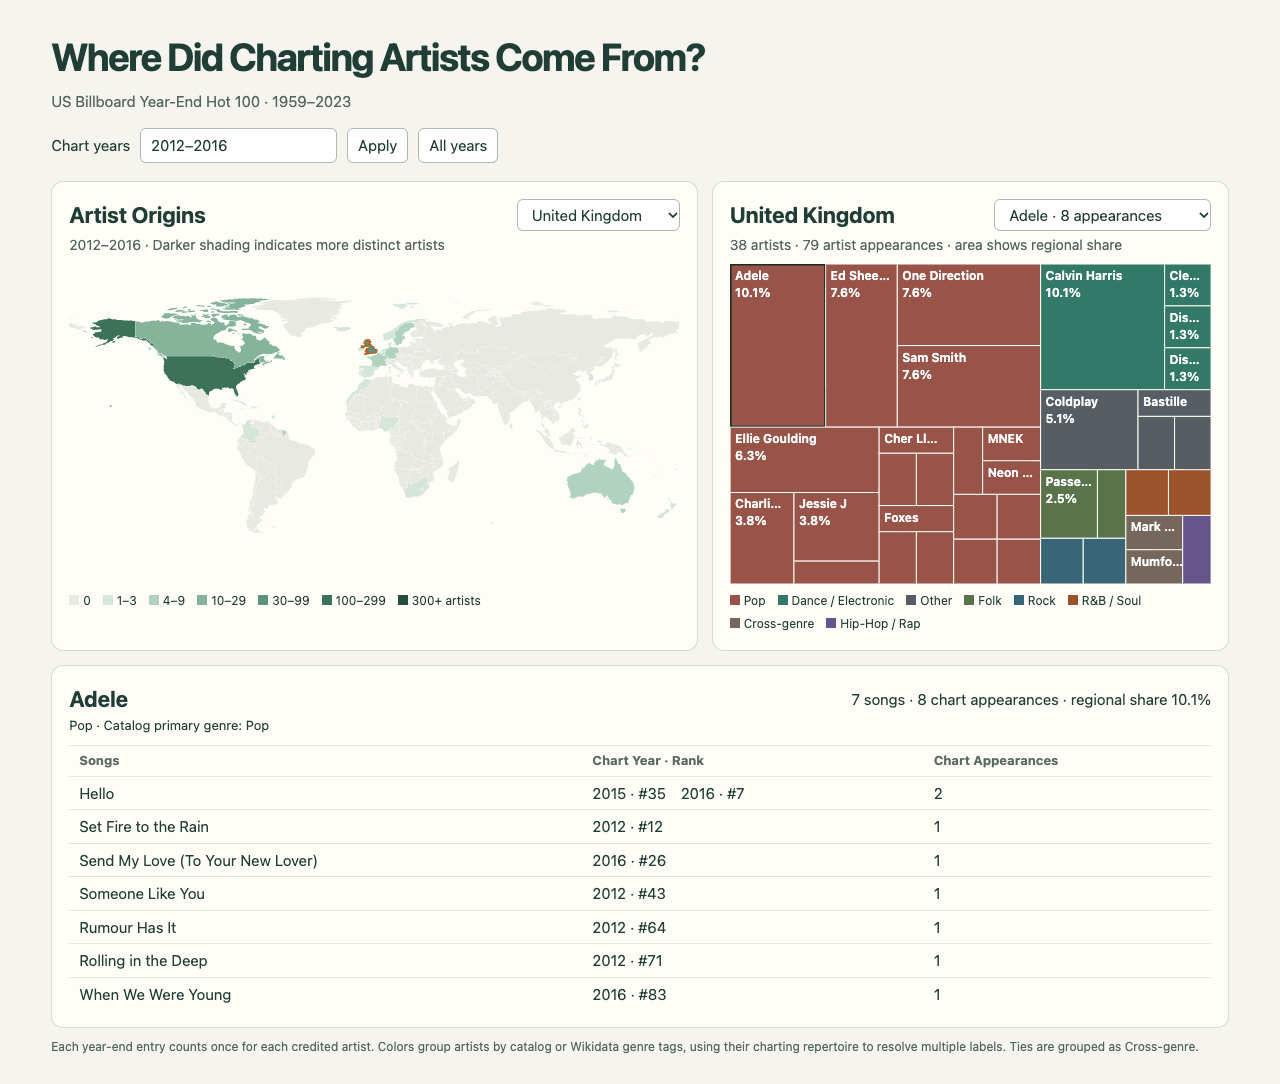 Where Did Charting Artists Come From?
US Billboard Year-End Hot 100 · 1959–2023
Chart years
2012–2016
Apply
All years
Artist Origins
United Kingdom
2012–2016 · Darker shading indicates more distinct artists
0
1–3
4–9
10–29
30–99
100–299
300+ artists
United Kingdom
Adele · 8 appearances
38 artists · 79 artist appearances · area shows regional share
Adele
10.1%
Ed Shee...
7.6%
One Direction
7.6%
Sam Smith
7.6%
Calvin Harris
10.1%
Cle...
1.3%
Dis...
1.3%
Dis...
1.3%
Coldplay
5.1%
Bastille
Ellie Goulding
6.3%
Cher Ll...
MNEK
Neon ...
Charli...
3.8%
Jessie J
3.8%
Foxes
Passe...
2.5%
Mark ...
Mumfo...
Pop
Dance / Electronic
Other
Folk
Rock
R&B / Soul
Cross-genre
Hip-Hop / Rap
Adele
7 songs · 8 chart appearances · regional share 10.1%
Pop · Catalog primary genre: Pop
Songs Chart Year · Rank Chart Appearances
Hello 2015 · #35 2016 · #7 2
Set Fire to the Rain 2012 · #12 1
Send My Love (To Your New Lover) 2016 · #26 1
Someone Like You 2012 · #43 1
Rumour Has It 2012 · #64 1
Rolling in the Deep 2012 · #71 1
When We Were Young 2016 · #83 1
Each year-end entry counts once for each credited artist. Colors group artists by catalog or Wikidata genre tags, using their charting repertoire to resolve multiple labels. Ties are grouped as Cross-genre.